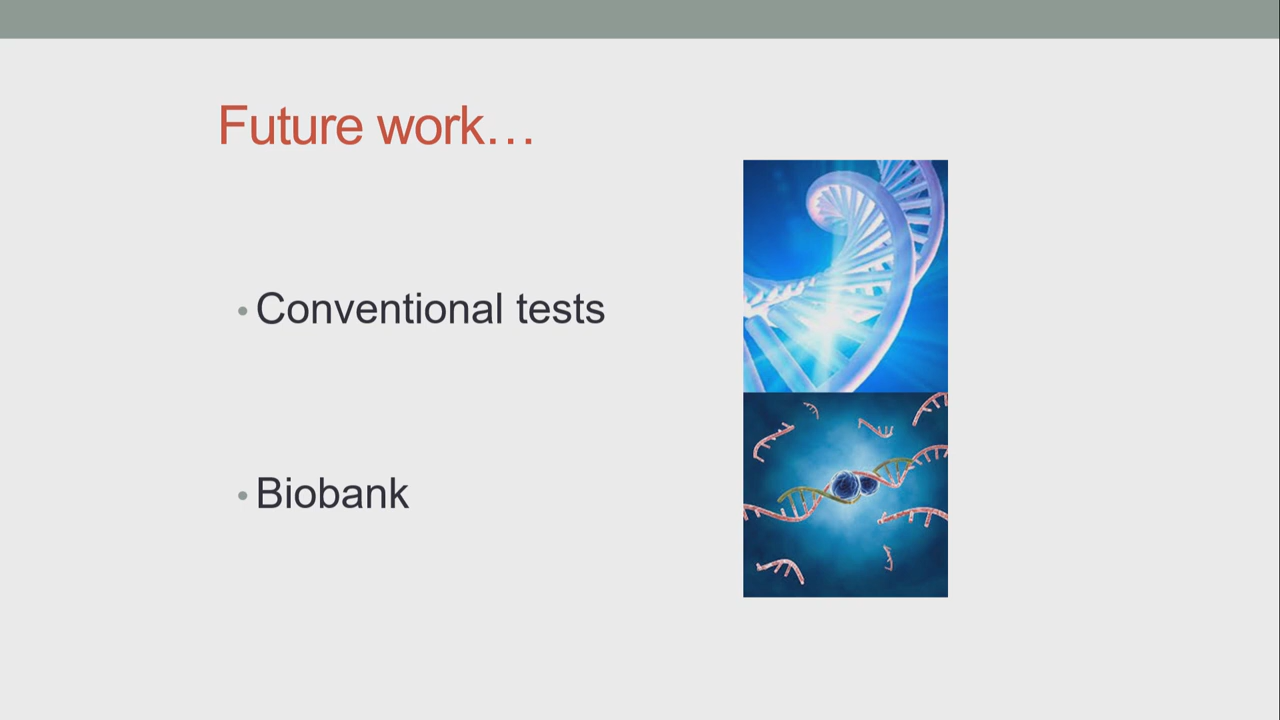 Future work…
• Conventional tests
• Biobank